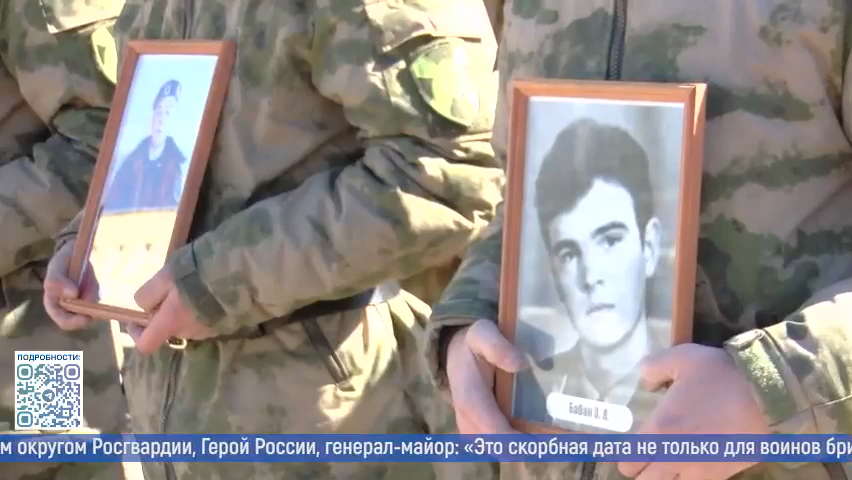 Бабан О. Я.
ПОДРОБНОСТИ:
м округом Росгвардии, Герой России, генерал-майор: «Это скорбная дата не только для воинов бри